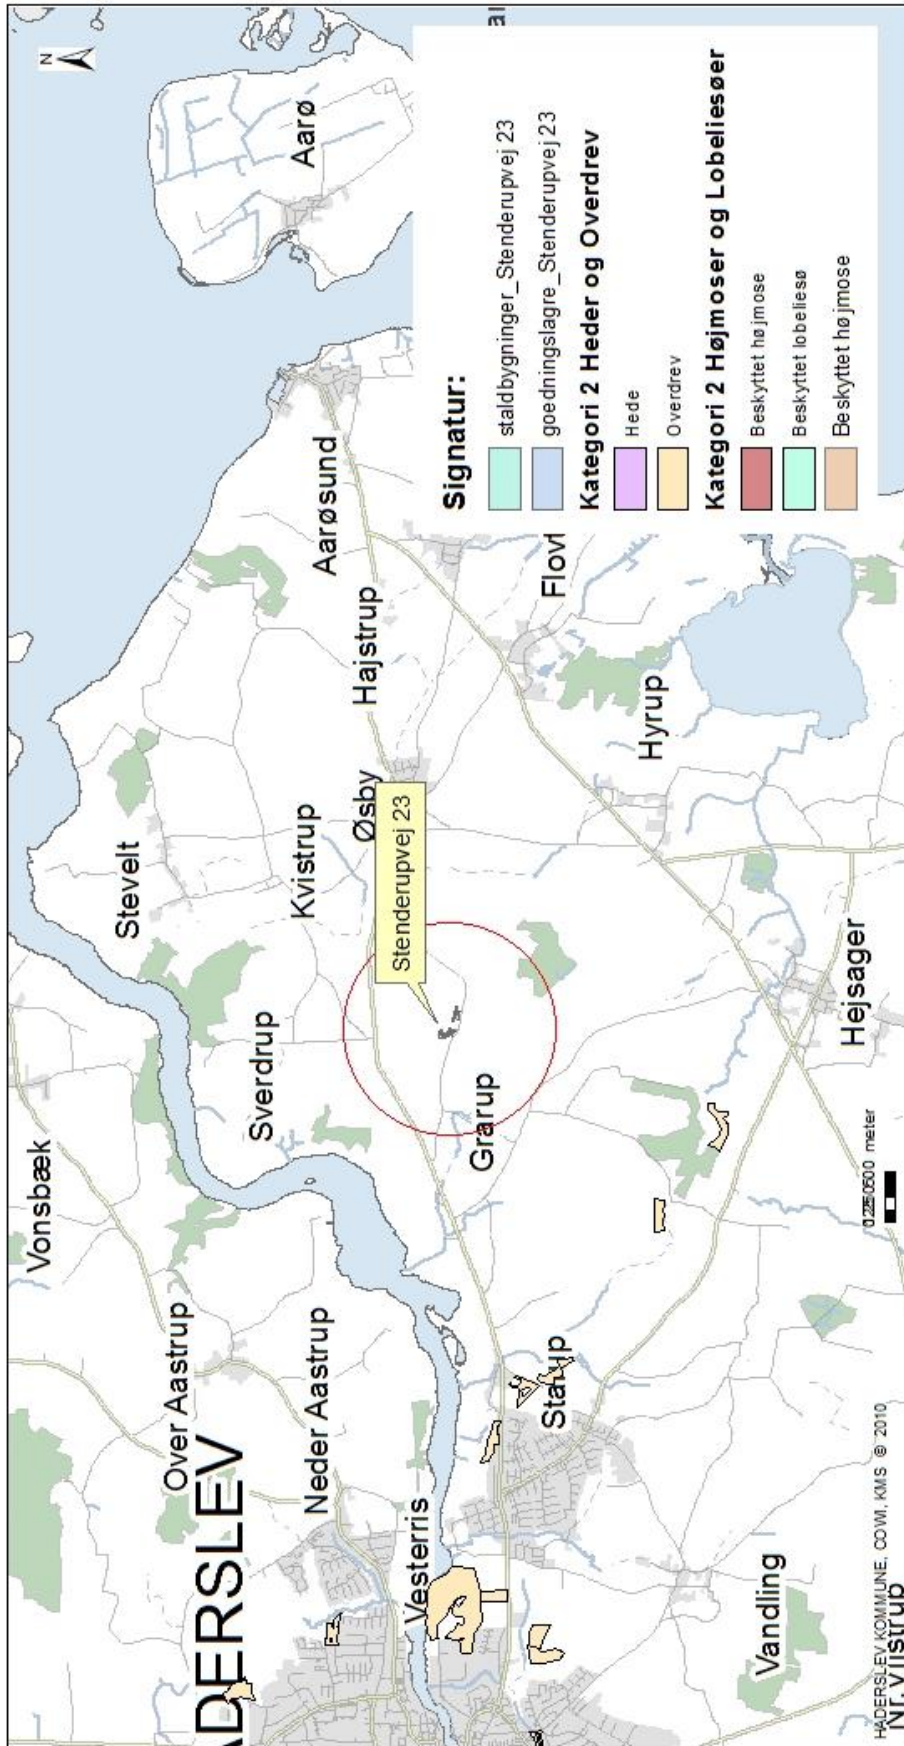 N
Aarø
Aarøsund
Hajstrup
Øsby
Kvistrup
Stevelt
Sverdrup
Vonsbæk
Over Aastrup
Neder Aastrup
ADERSLEV
Vesterris
Starup
Grarup
Stenderupvej 23
Hyrup
Flovt
Hejsager
Vandling
Nr. Vilstrup
Signatur:
staldbygninger_Stenderupvej 23
goedningslagre_Stenderupvej 23
Kategori 2 Heder og Overdrev
Hede
Overdrev
Kategori 2 Højmoser og Lobeliesøer
Beskyttet højmose
Beskyttet lobeliesø
Beskyttet højmose
meter
HADERSLEV KOMMUNE, COWI, KMS © 2010